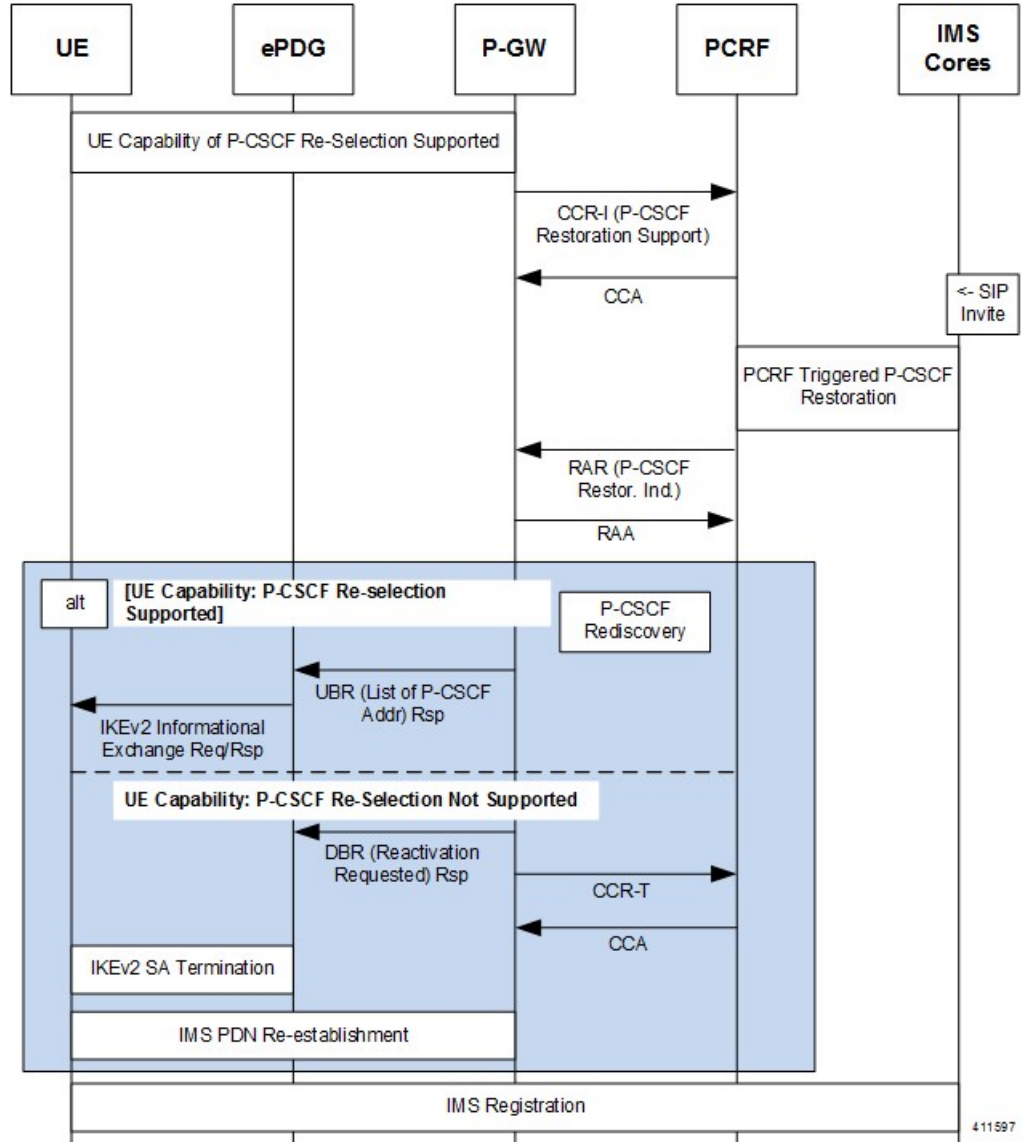 UE
ePDG
P-GW
PCRF
IMS
Cores
UE Capability of P-CSCF Re-Selection Supported
CCR-I (P-CSCF
Restoration Support)
CCA
<- SIP
Invite
PCRF Triggered P-CSCF
Restoration
RAR (P-CSCF
Restor. Ind.)
RAA
alt
[UE Capability: P-CSCF Re-selection
Supported]
P-CSCF
Rediscovery
UBR (List of P-CSCF
Addr) Rsp
IKEv2 Informational
Exchange Req/Rsp
UE Capability: P-CSCF Re-Selection Not Supported
DBR (Reactivation
Requested) Rsp
CCR-T
CCA
IKEv2 SA Termination
IMS PDN Re-establishment
IMS Registration
411597